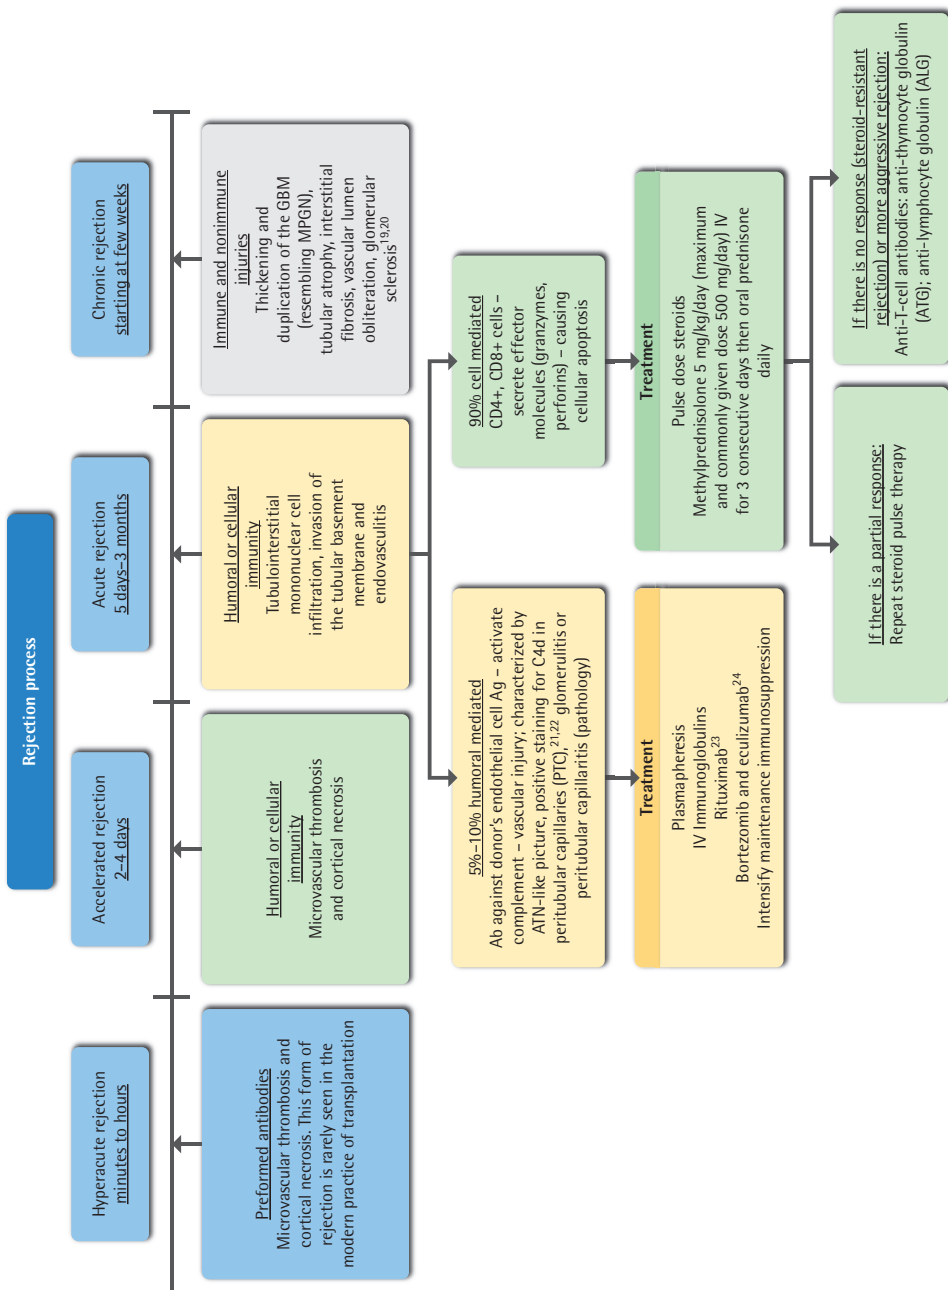 Rejection process
Hyperacute rejection
minutes to hours
Accelerated rejection
2–4 days
Acute rejection
5 days–3 months
Chronic rejection
starting at few weeks
Preformed antibodies
Microvascular thrombosis and
cortical necrosis. This form of
rejection is rarely seen in the
modern practice of transplantation
Humoral or cellular
immunity
Microvascular thrombosis
and cortical necrosis
Humoral or cellular
immunity
Tubulointerstitial
mononuclear cell
infiltration, invasion of
the tubular basement
membrane and
endovasculitis
Immune and nonimmune
injuries
Thickening and
duplication of the GBM
(resembling MPGN),
tubular atrophy, interstitial
fibrosis, vascular lumen
obliteration, glomerular
sclerosis19,20
5%–10% humoral mediated
Ab against donor's endothelial cell Ag – activate
complement – vascular injury; characterized by
ATN-like picture, positive staining for C4d in
peritubular capillaries (PTC),21,22 glomerulitis or
peritubular capillaritis (pathology)
90% cell mediated
CD4+, CD8+ cells –
secrete effector
molecules (granzymes,
perforins) – causing
cellular apoptosis
Treatment
Plasmapheresis
IV Immunoglobulins
Rituximab23
Bortezomib and eculizumab24
Intensify maintenance immunosuppression
Treatment
Pulse dose steroids
Methylprednisolone 5 mg/kg/day (maximum
and commonly given dose 500 mg/day) IV
for 3 consecutive days then oral prednisone
daily
If there is a partial response:
Repeat steroid pulse therapy
If there is no response (steroid-resistant
rejection) or more aggressive rejection:
Anti-T-cell antibodies: anti-thymocyte globulin
(ATG); anti-lymphocyte globulin (ALG)